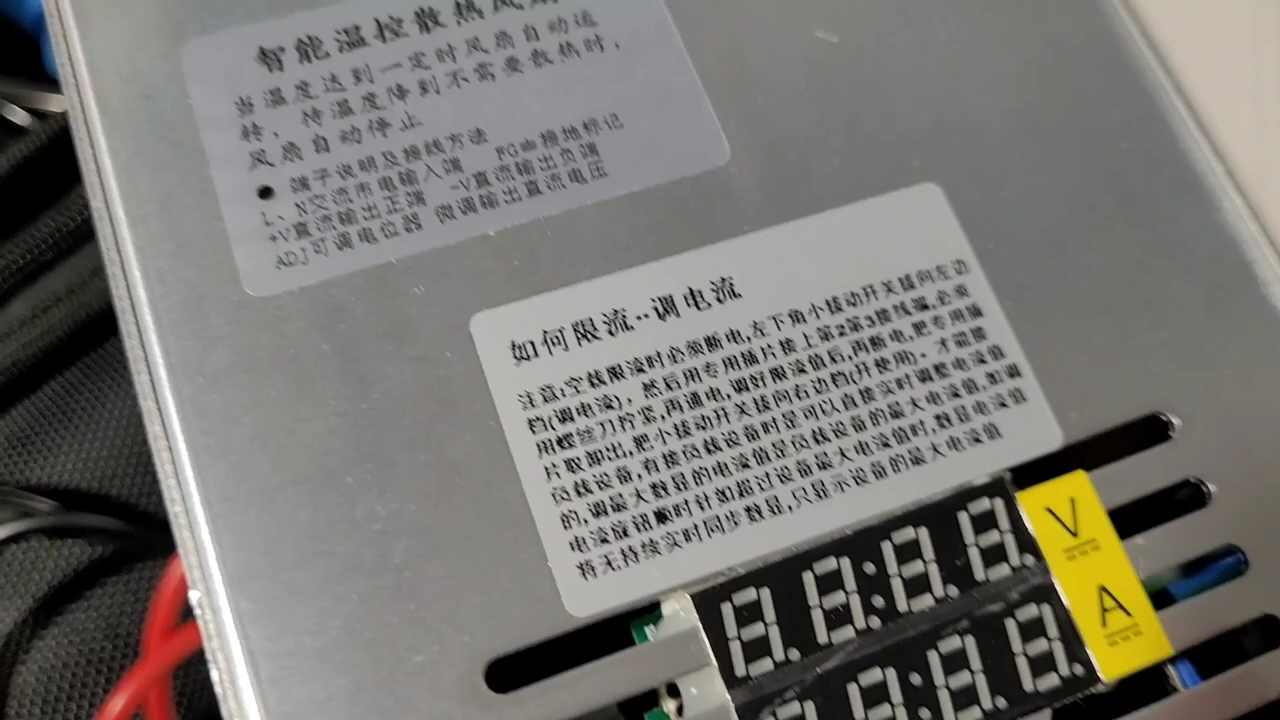 智能温控散热风扇
当温度达到一定时风扇自动运
转，待温度降到不需要散热时，
风扇自动停止
● 端子说明及接线方法
L、N交流市电输入端 FG⏚接地标记
+V直流输出正端 -V直流输出负端
ADJ可调电位器 微调输出直流电压
如何限流··调电流
注意:空载限流时必须断电,左下角小拔动开关拔向左边
档(调电流)，然后用专用插片接上第2第3接线端,必须
用螺丝刀拧紧,再通电,调好限流值后,再断电,把专用插
片取卸出,把小拔动开关拔向右边档(开使用)。才能接
负载设备,有接负载设备时是可以直接实时调整电流值
的,调最大数显的电流值是负载设备的最大电流值,如调
电流旋钮顺时针如超过设备最大电流值时,数显电流值
将无持续实时同步数显,只显示设备的最大电流值
8.8:8.8.
V
8.8.8.
A